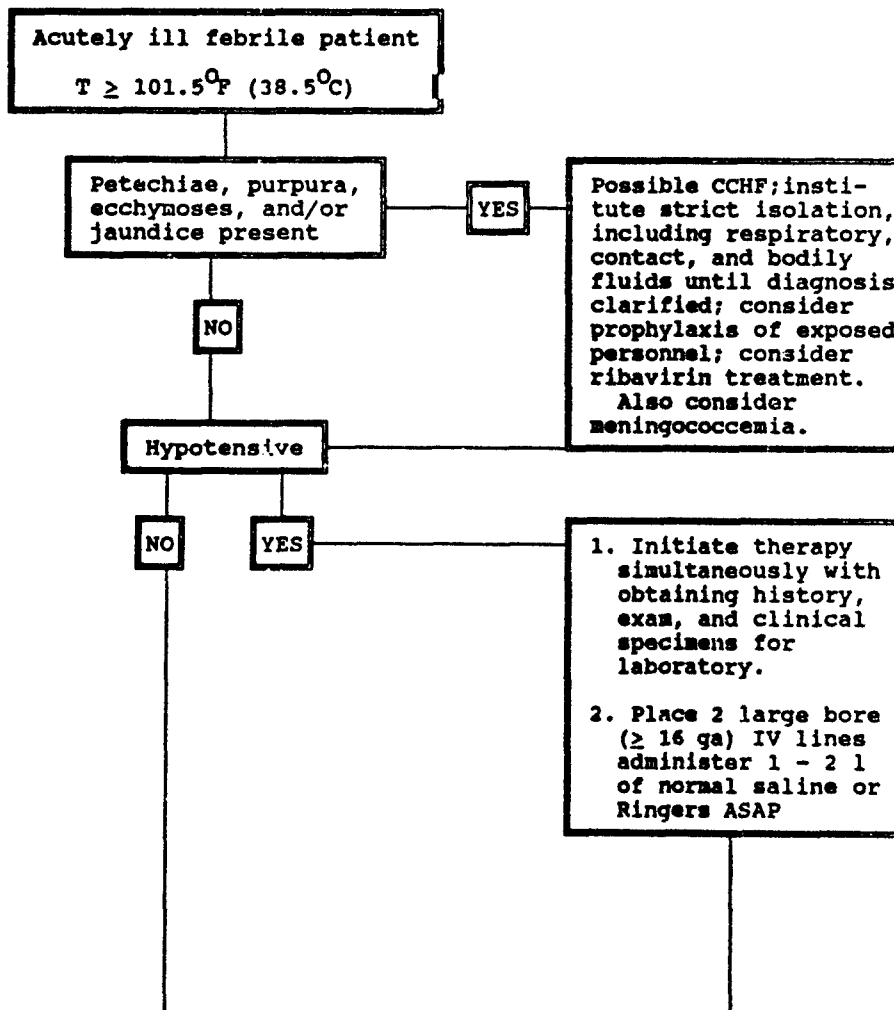 Acutely ill febrile patient
T ≥ 101.5°F (38.5°C)
Petechiae, purpura,
ecchymoses, and/or
jaundice present
YES
Possible CCHF;insti-
tute strict isolation,
including respiratory,
contact, and bodily
fluids until diagnosis
clarified; consider
prophylaxis of exposed
personnel; consider
ribavirin treatment.
Also consider
meningococcemia.
NO
Hypotensive
NO
YES
1. Initiate therapy
simultaneously with
obtaining history,
exam, and clinical
specimens for
laboratory.
2. Place 2 large bore
(≥ 16 ga) IV lines
administer 1 - 2 l
of normal saline or
Ringers ASAP